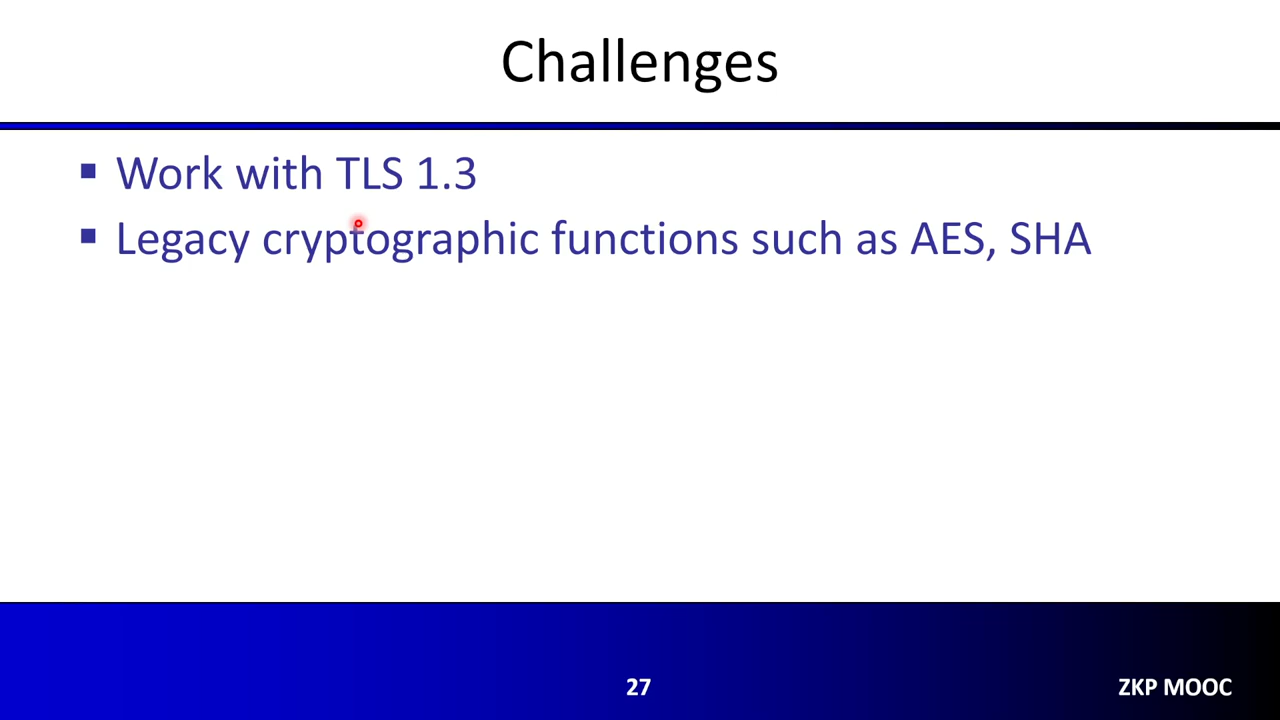 Challenges
Work with TLS 1.3
Legacy cryptographic functions such as AES, SHA
27
ZKP MOOC